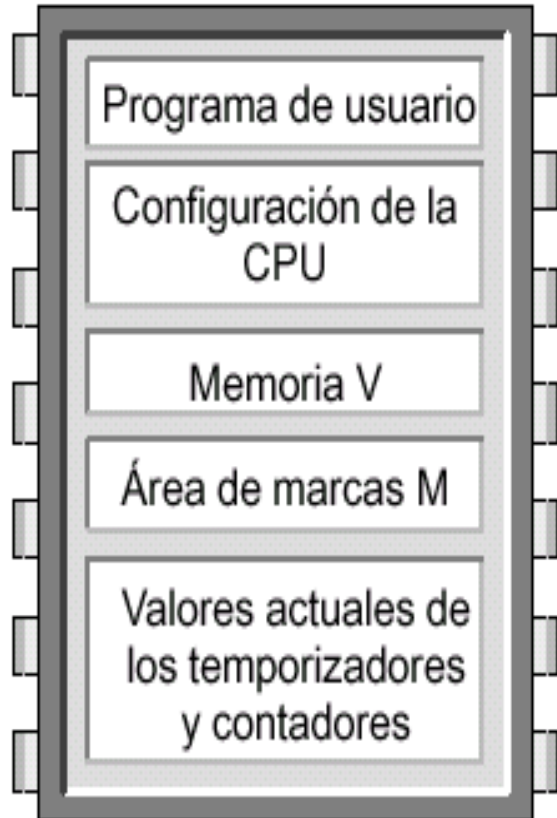 Programa de usuario
Configuración de la
CPU
Memoria V
Área de marcas M
Valores actuales de
los temporizadores
y contadores